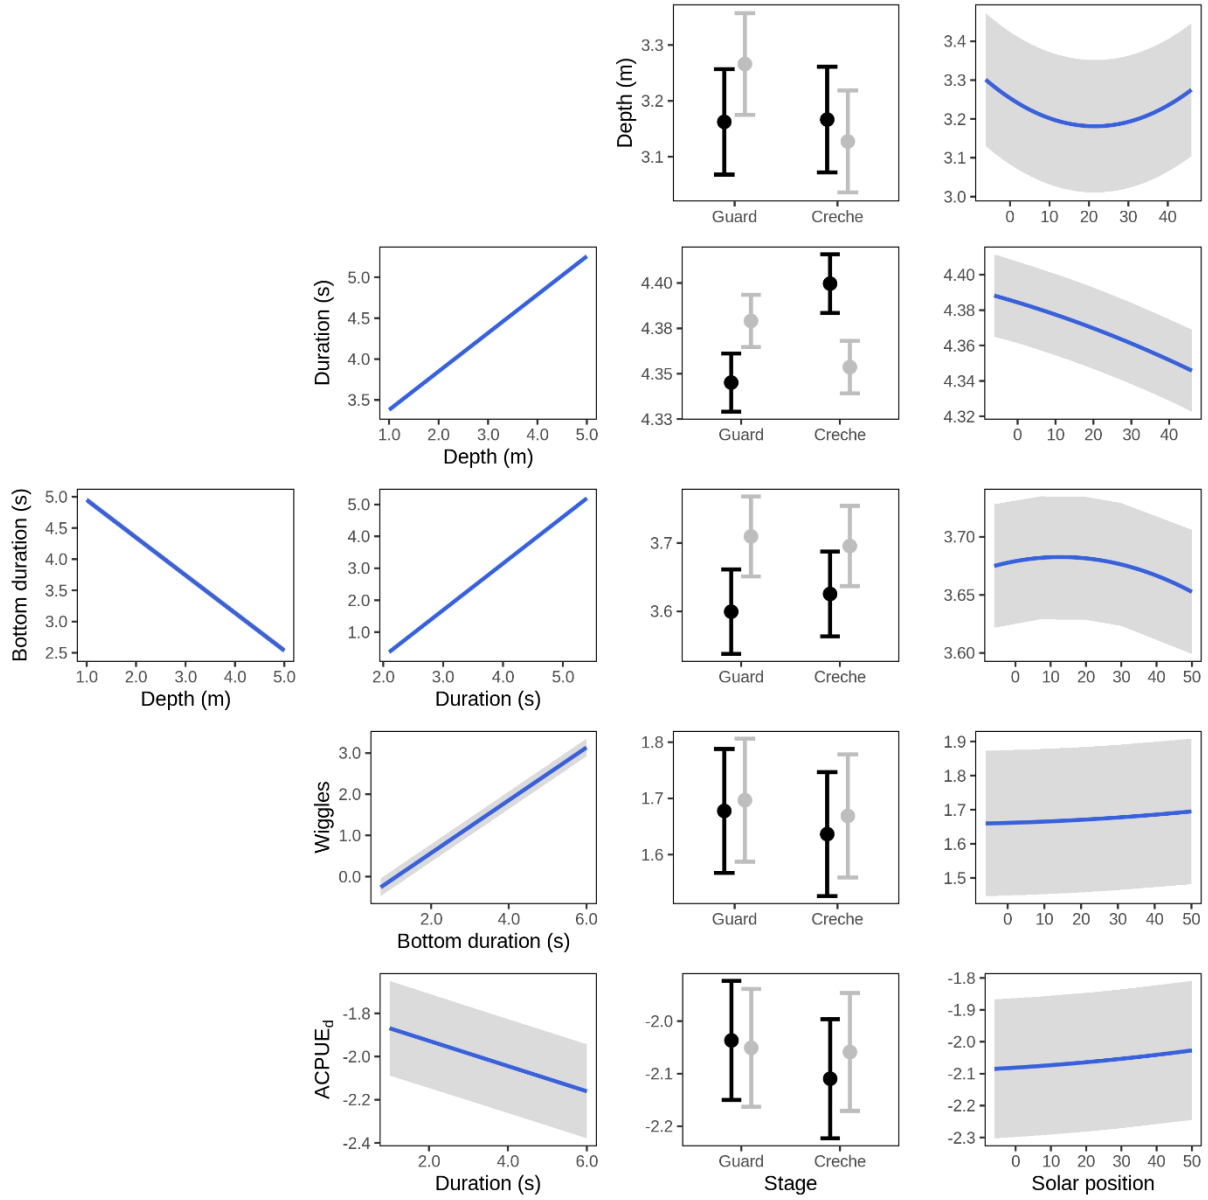 Depth (m)
3.3
3.2
3.1
Guard Creche
3.4
3.3
3.2
3.1
3.0
0 10 20 30 40
Duration (s)
5.0
4.5
4.0
3.5
1.0 2.0 3.0 4.0 5.0
Depth (m)
4.40
4.38
4.35
4.33
Guard Creche
4.40
4.38
4.36
4.34
4.32
0 10 20 30 40
Bottom duration (s)
5.0
4.5
4.0
3.5
3.0
2.5
1.0 2.0 3.0 4.0 5.0
Depth (m)
5.0
4.0
3.0
2.0
1.0
2.0 3.0 4.0 5.0
Duration (s)
3.7
3.6
Guard Creche
3.70
3.65
3.60
0 10 20 30 40 50
Wiggles
3.0
2.0
1.0
0.0
2.0 4.0 6.0
Bottom duration (s)
1.8
1.7
1.6
Guard Creche
1.9
1.8
1.7
1.6
1.5
0 10 20 30 40 50
ACPUEd
-1.8
-2.0
-2.2
-2.4
2.0 4.0 6.0
Duration (s)
-2.0
-2.1
-2.2
Guard Creche
Stage
-1.8
-1.9
-2.0
-2.1
-2.2
-2.3
0 10 20 30 40 50
Solar position